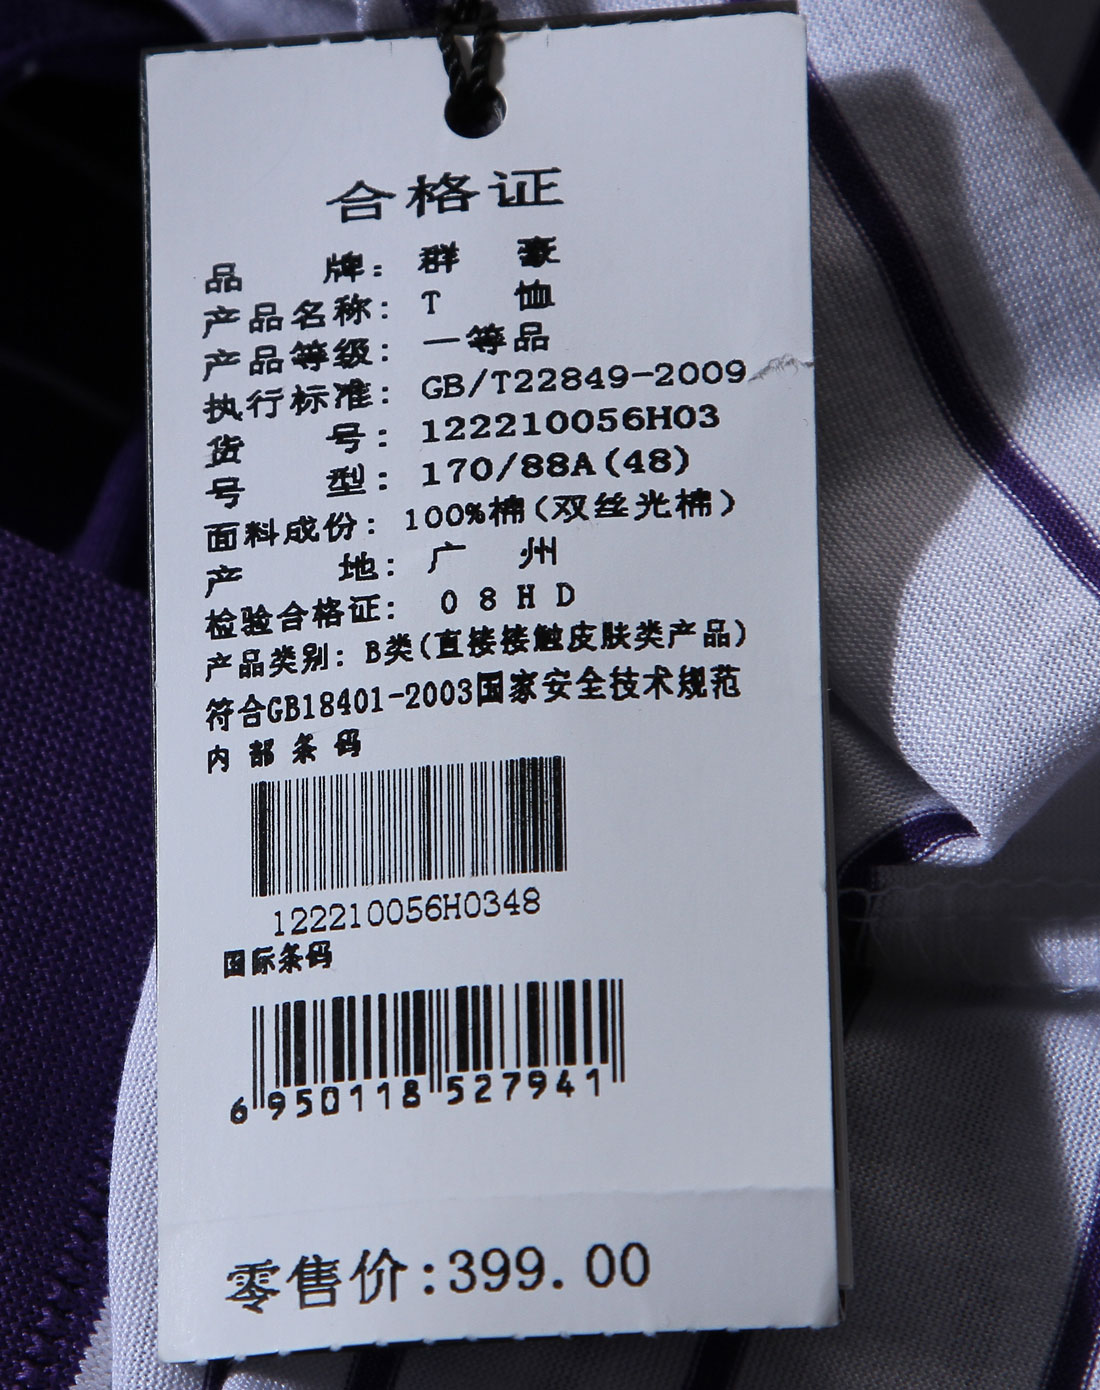 合格证
品牌：群豪
产品名称：T恤
产品等级：一等品
执行标准：GB/T22849-2009
货号：122210056H03
号型：170/88A(48)
面料成份：100%棉(双丝光棉)
产地：广州
检验合格证：08HD
产品类别：B类(直接接触皮肤类产品)
符合GB18401-2003国家安全技术规范
内部条码
122210056H0348
国际条码
6950118527941
零售价:399.00